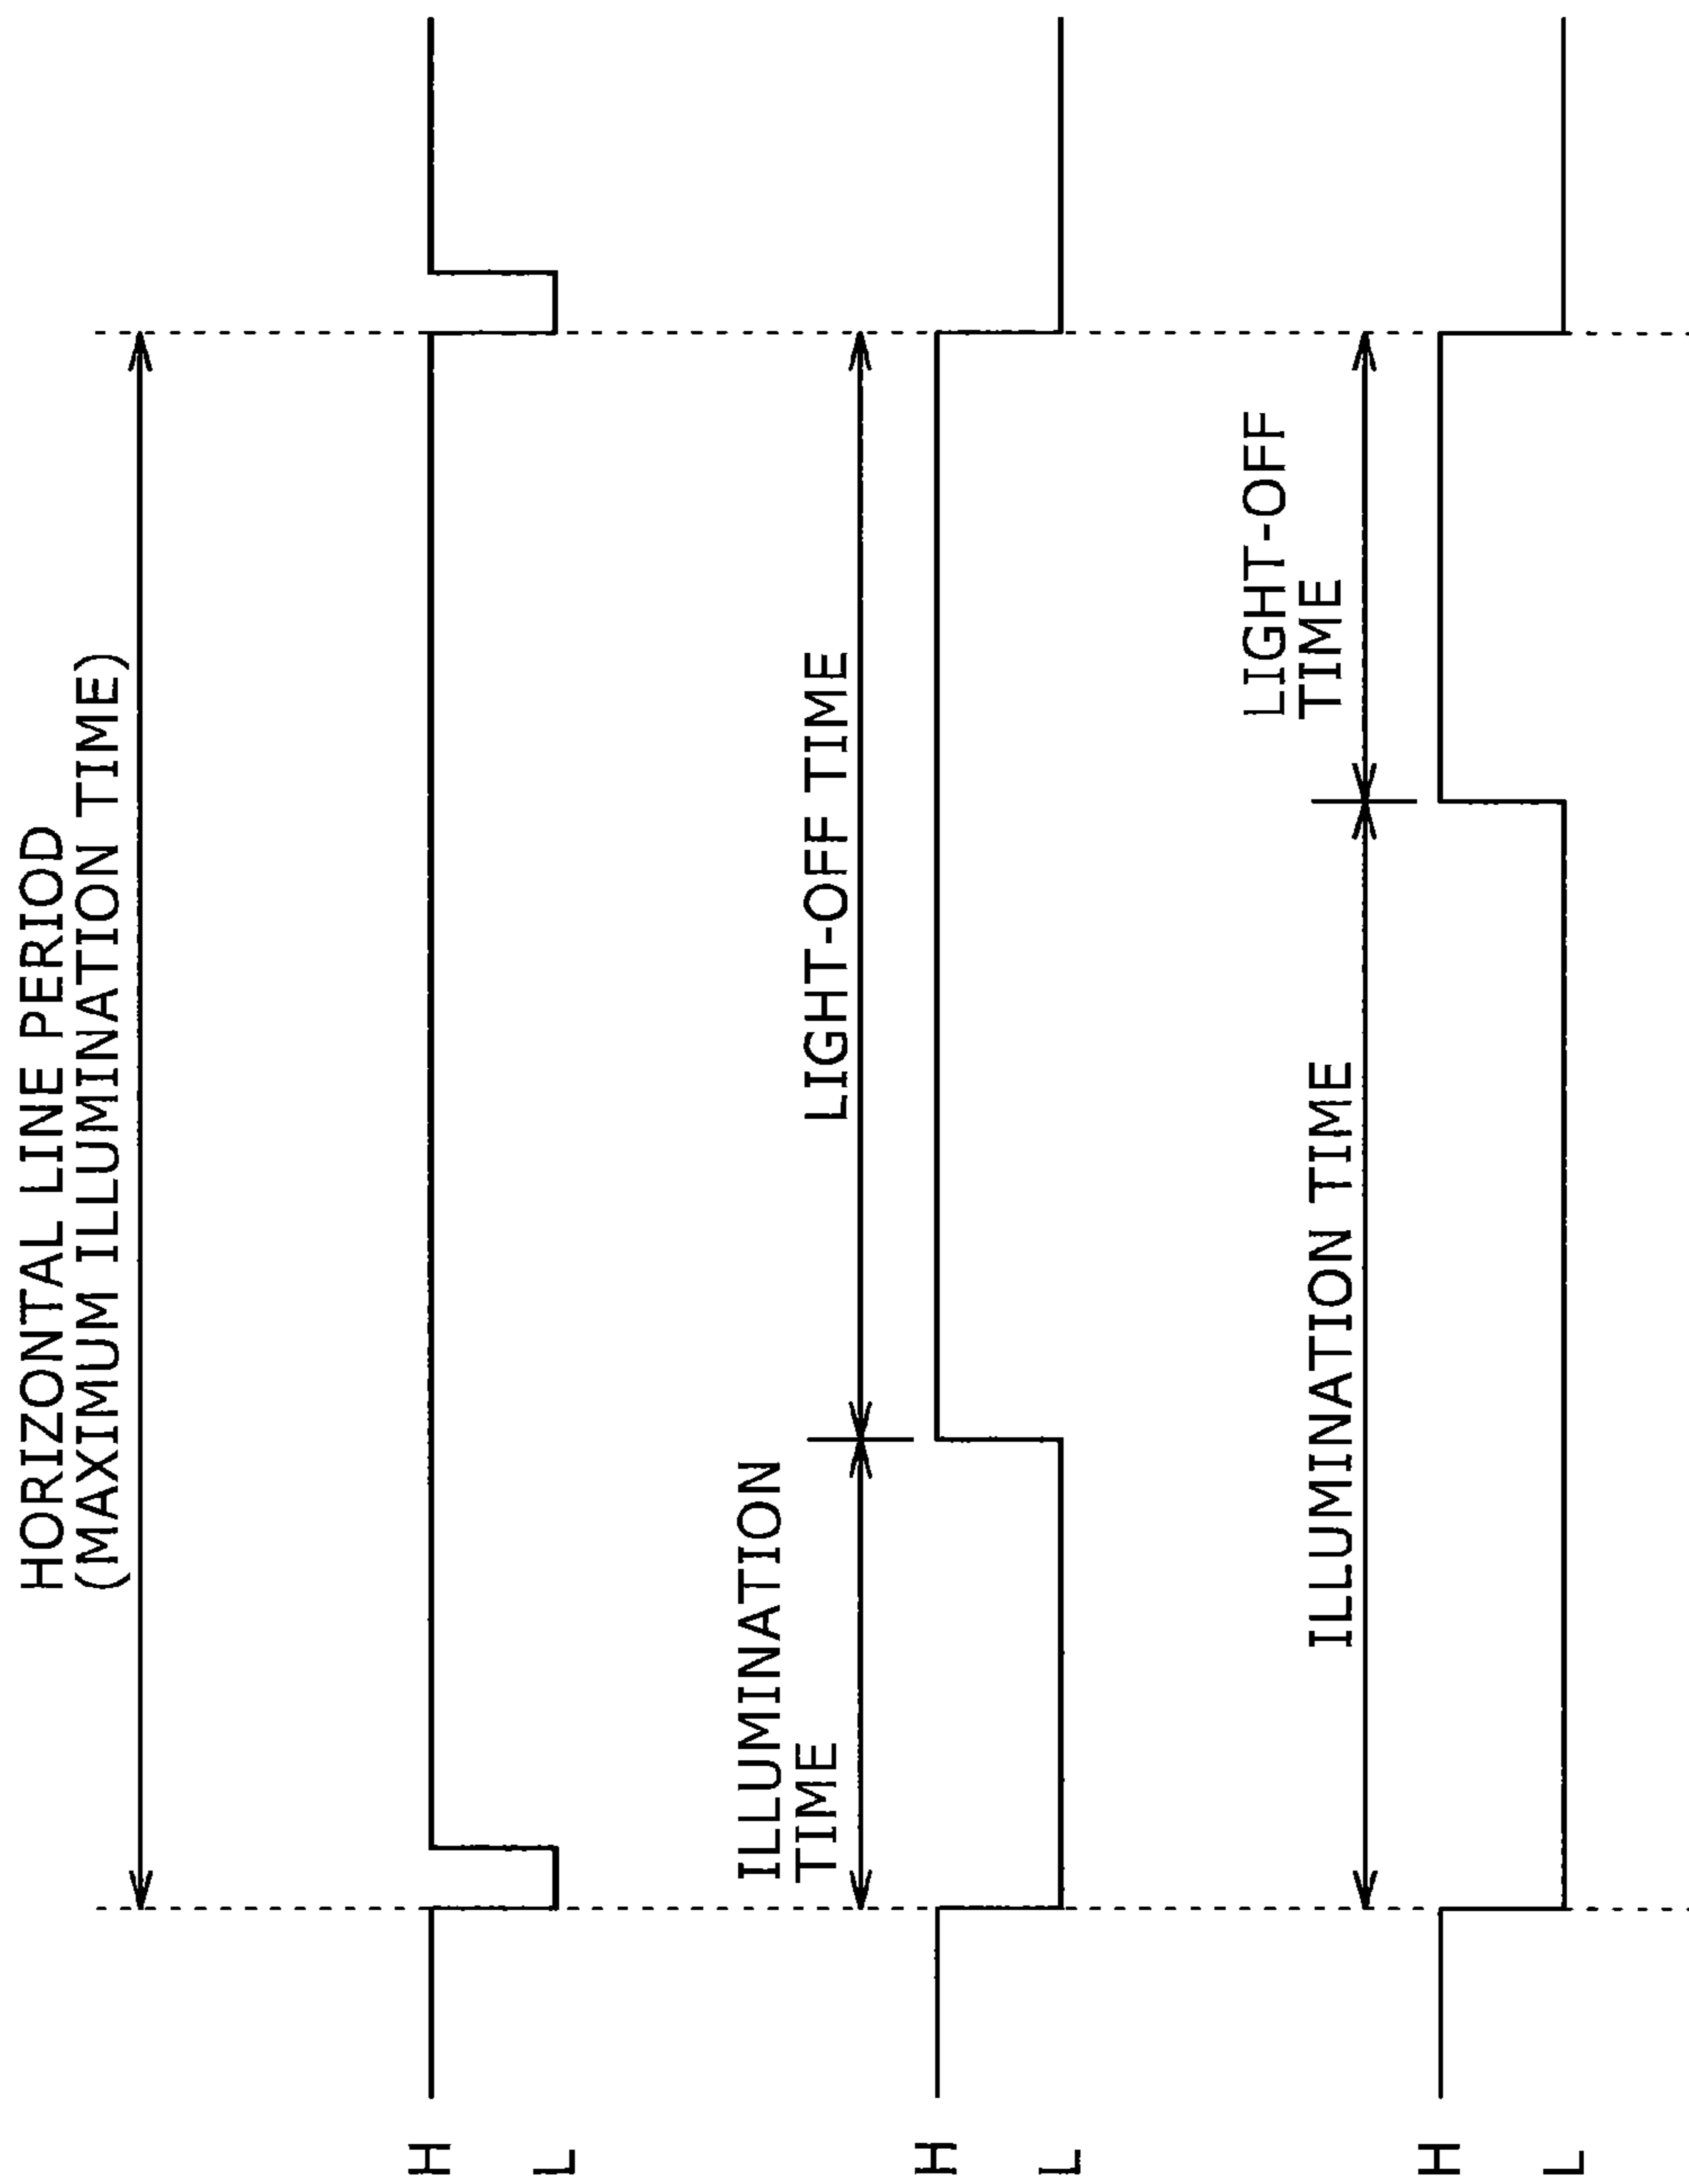 HORIZONTAL LINE PERIOD
(MAXIMUM ILLUMINATION TIME)
H
L
ILLUMINATION
TIME
LIGHT-OFF TIME
H
L
ILLUMINATION TIME
LIGHT-OFF
TIME
H
L